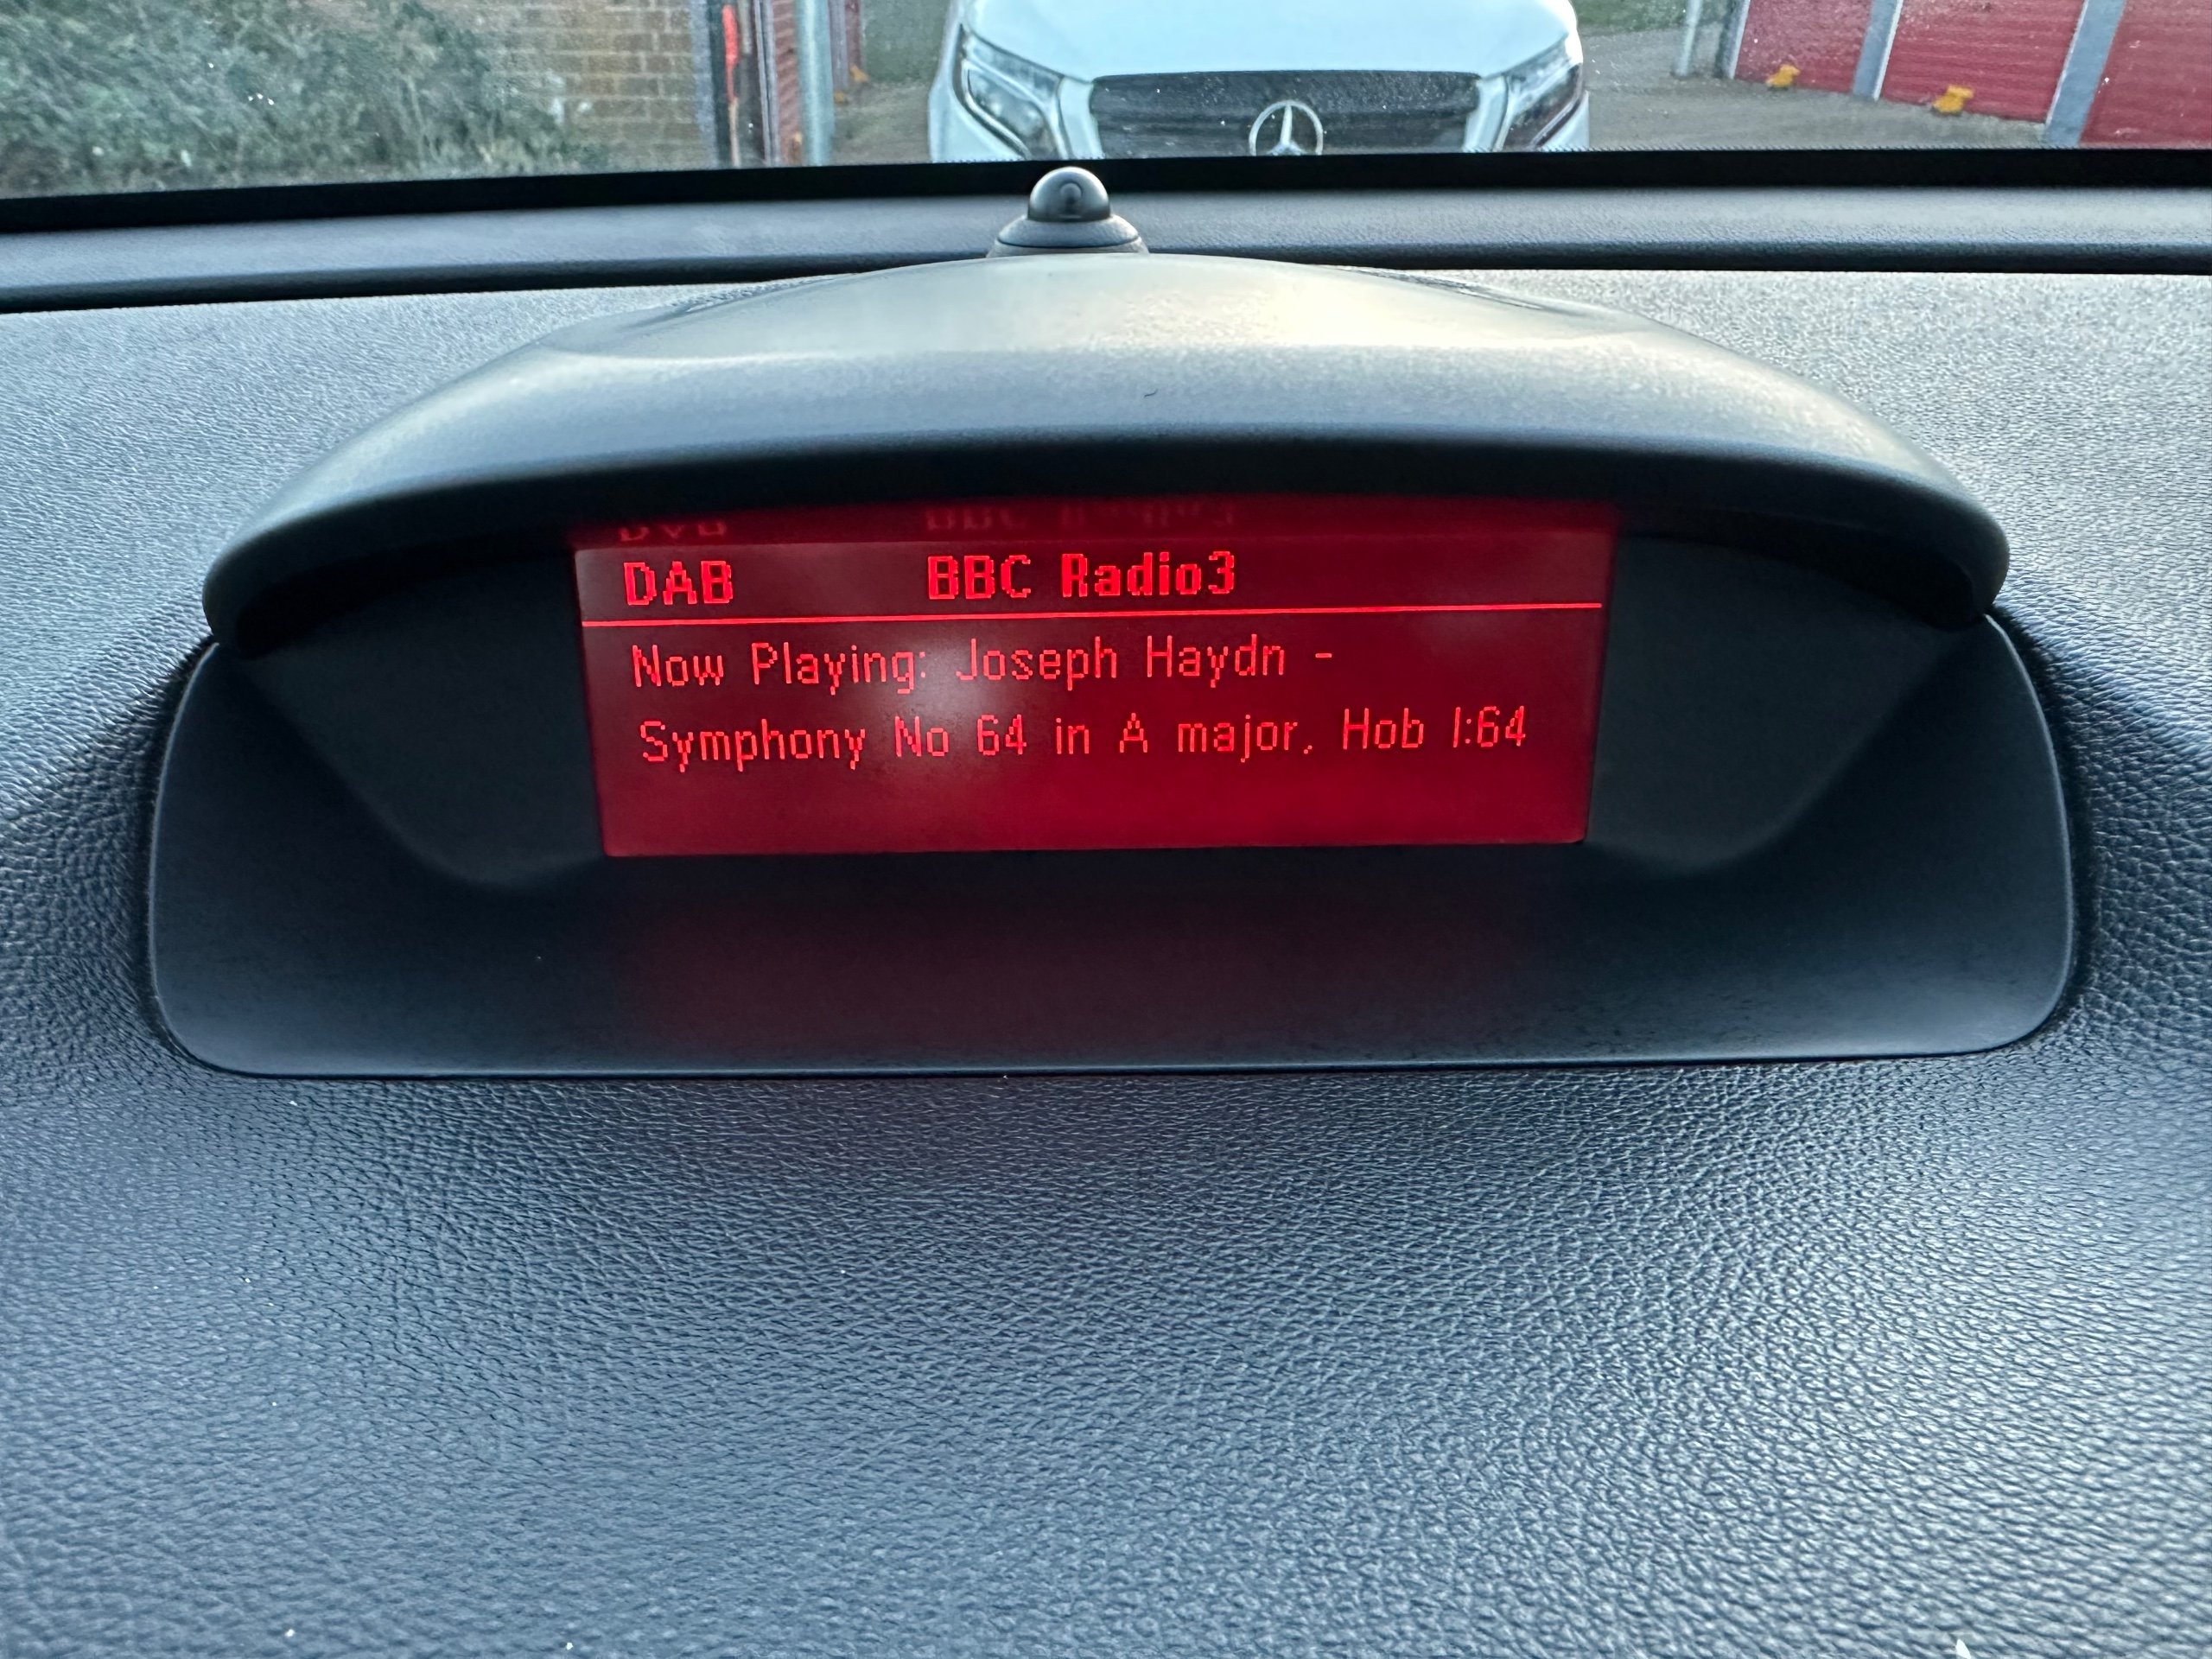 DAB BBC Radio3
Now Playing: Joseph Haydn -
Symphony No 64 in A major, Hob I:64